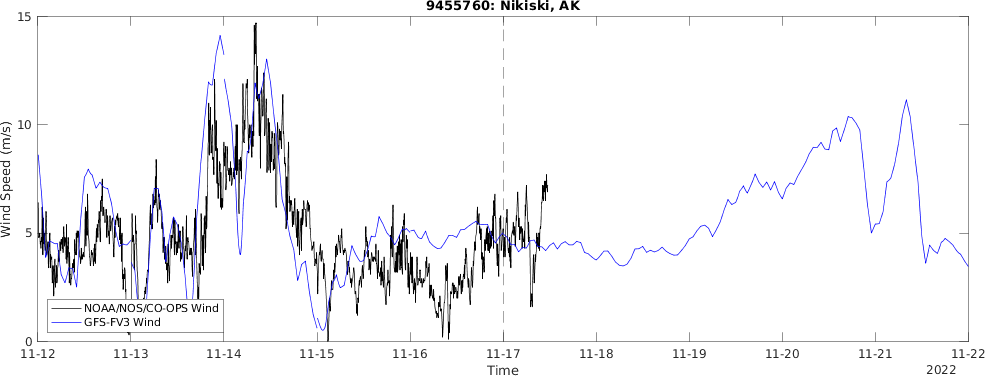 9455760: Nikiski, AK
Wind Speed (m/s)
15
10
5
0
NOAA/NOS/CO-OPS Wind
GFS-FV3 Wind
11-12 11-13 11-14 11-15 11-16 11-17 11-18 11-19 11-20 11-21 11-22
Time
2022